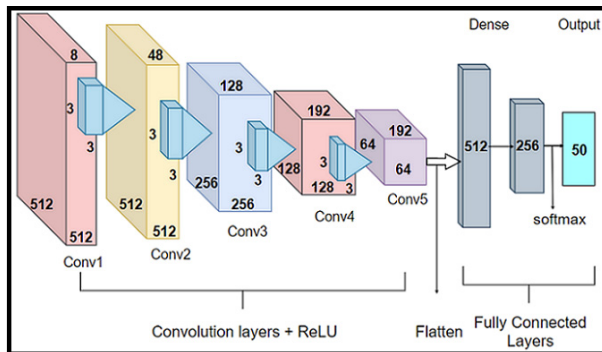 Dense Output
8
48
128
192
192
3
3
3
3
3
3
3
3
512
512
512
512
256
256
128
128
64
64
Conv1
Conv2
Conv3
Conv4
Conv5
512
256
50
softmax
Convolution layers + ReLU
Flatten
Fully Connected
Layers